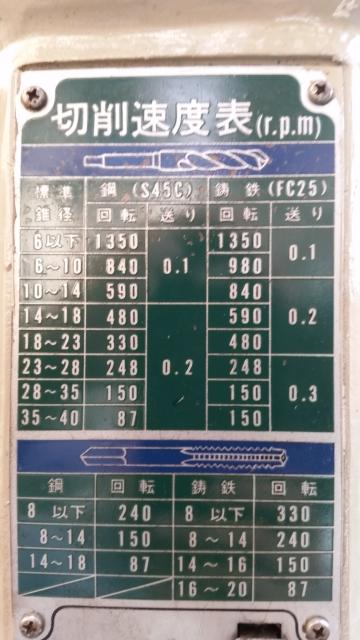 切削速度表(r.p.m)
標準錐径 鋼(S45C) 鋳鉄(FC25)
回転 送り 回転 送り
6以下 1350 0.1 1350 0.1
6〜10 840 980
10〜14 590 840 0.2
14〜18 480 0.2 590
18〜23 330 480
23〜28 248 248 0.3
28〜35 150 150
35〜40 87 150
鋼 回転 鋳鉄 回転
8以下 240 8以下 330
8〜14 150 8〜14 240
14〜18 87 14〜16 150
16〜20 87